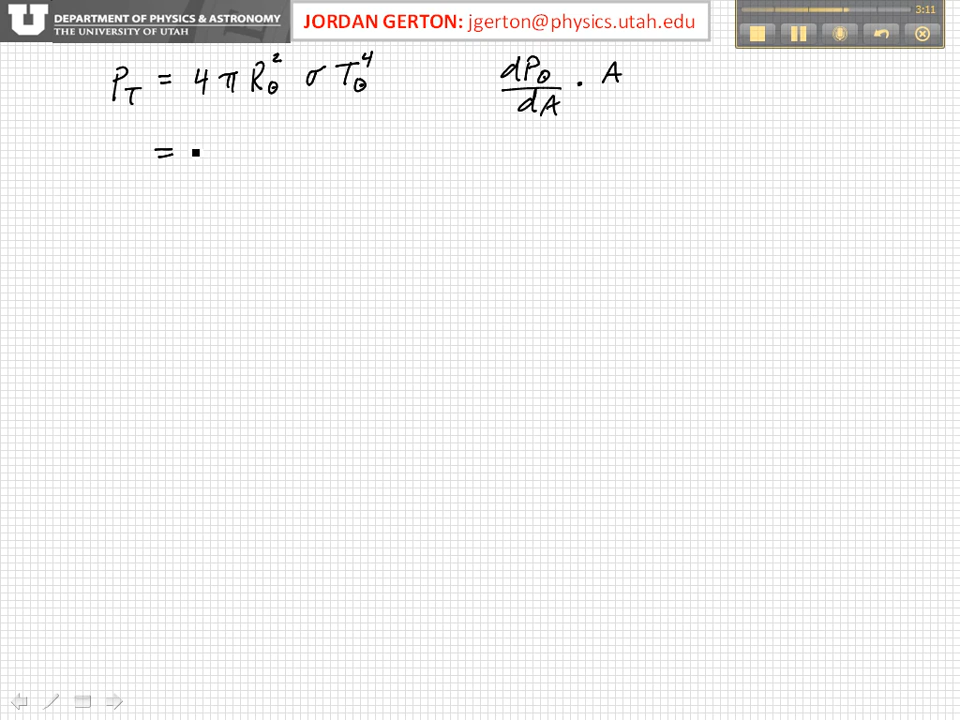 DEPARTMENT OF PHYSICS & ASTRONOMY
THE UNIVERSITY OF UTAH
JORDAN GERTON: jgerton@physics.utah.edu
3:11
P_T = 4 π R_⊙^2 σ T_⊙^4
dP_⊙/dA · A
=